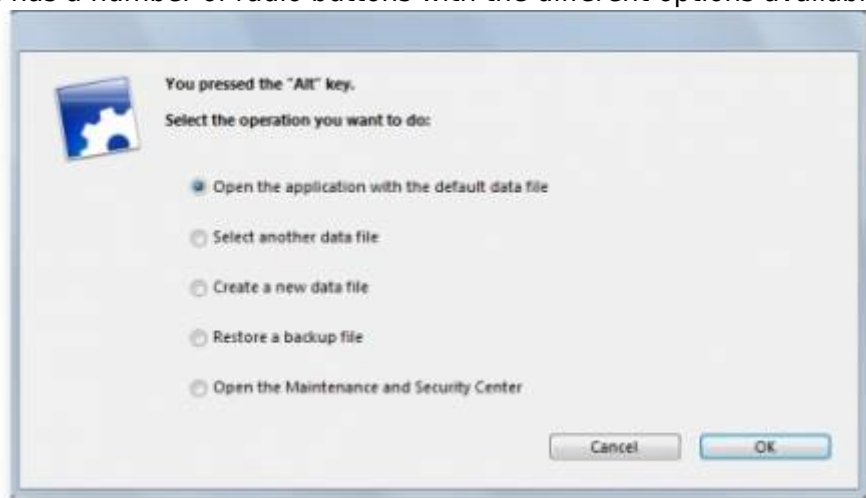 has a number of radio buttons with the different options availab
You pressed the "Alt" key.
Select the operation you want to do:
Open the application with the default data file
Select another data file
Create a new data file
Restore a backup file
Open the Maintenance and Security Center
Cancel OK